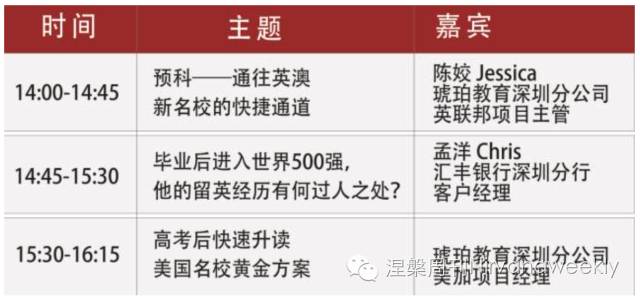 时间 主题 嘉宾
14:00-14:45
预科——通往英澳
新名校的快捷通道
陈姣 Jessica
琥珀教育深圳分公司
英联邦项目主管
14:45-15:30
毕业后进入世界500强，
他的留英经历有何过人之处？
孟洋 Chris
汇丰银行深圳分行
客户经理
15:30-16:15
高考后快速升读
美国名校黄金方案
琥珀教育深圳分公司
美加项目经理
涅槃周
weekly